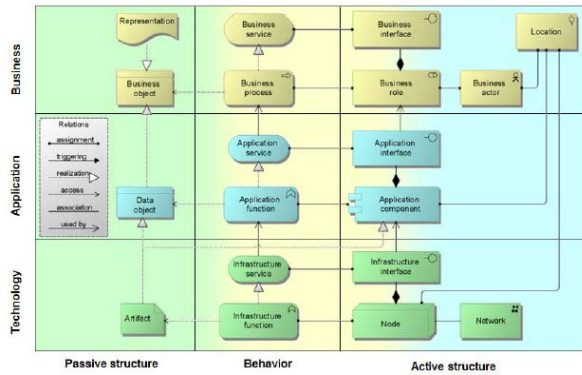 Representation
Business
service
Business
interface
Location
Business
Business
object
Business
process
Business
role
Business
actor
Relations
assignment
triggering
realization
access
association
used by
Application
Application
service
Application
interface
Data
object
Application
function
Application
component
Technology
Infrastructure
service
Infrastructure
interface
Artifact
Infrastructure
function
Node
Network
Passive structure
Behavior
Active structure